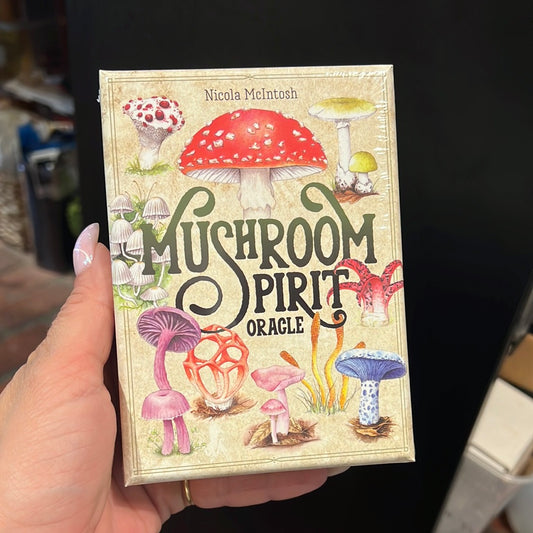 Nicola McIntosh
MUSHROOM
SPIRIT
ORACLE